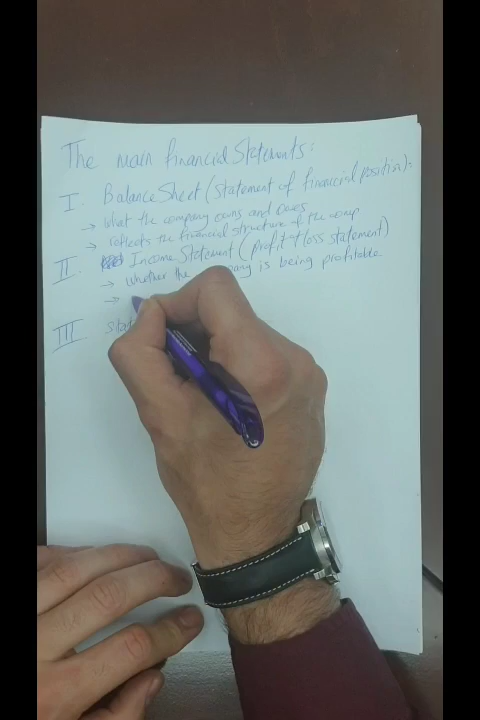 The main financial Statements:
I. Balance Sheet (statement of financial position):
→ What the company owns and owes
→ reflects the financial structure of the comp
II. Income Statement (profit & loss statement)
→ Whether the is being profitable
→
III